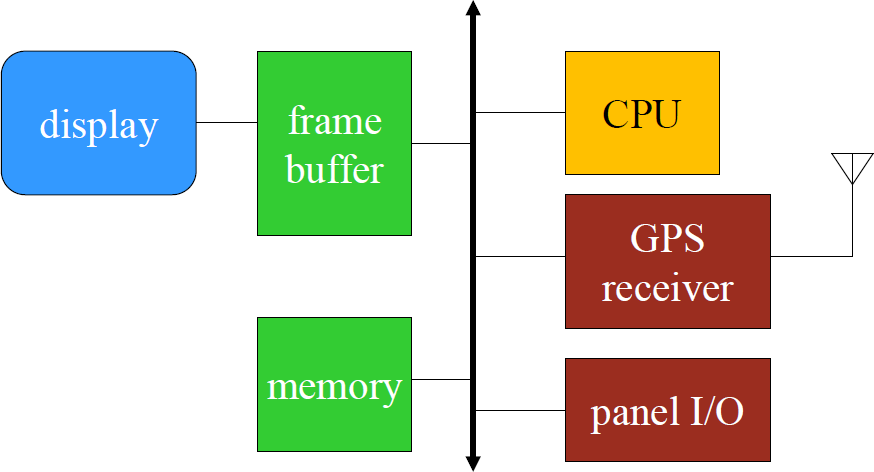 display
frame
buffer
memory
CPU
GPS
receiver
panel I/O